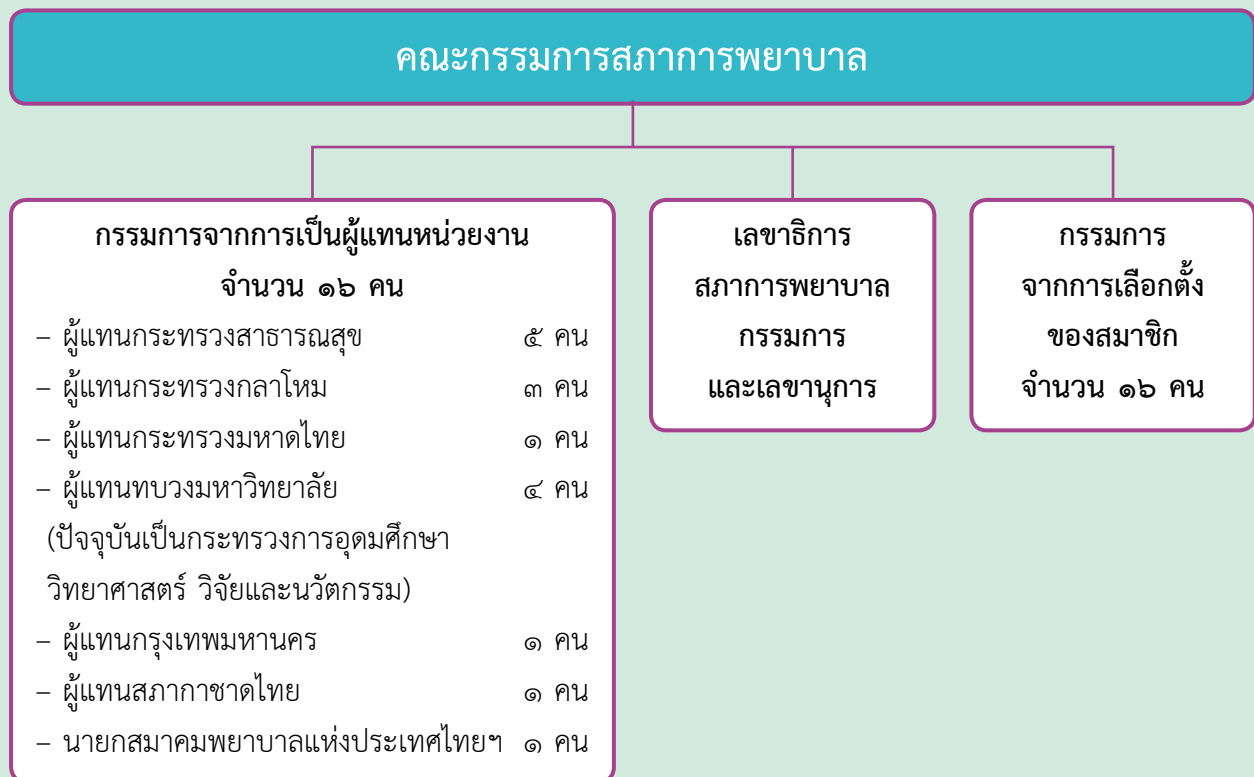 คณะกรรมการสภาการพยาบาล
กรรมการจากการเป็นผู้แทนหน่วยงาน
จำนวน ๑๖ คน
– ผู้แทนกระทรวงสาธารณสุข ๕ คน
– ผู้แทนกระทรวงกลาโหม ๓ คน
– ผู้แทนกระทรวงมหาดไทย ๑ คน
– ผู้แทนทบวงมหาวิทยาลัย ๔ คน
(ปัจจุบันเป็นกระทรวงการอุดมศึกษา
วิทยาศาสตร์ วิจัยและนวัตกรรม)
– ผู้แทนกรุงเทพมหานคร ๑ คน
– ผู้แทนสภากาชาดไทย ๑ คน
– นายกสมาคมพยาบาลแห่งประเทศไทยฯ ๑ คน
เลขาธิการ
สภาการพยาบาล
กรรมการ
และเลขานุการ
กรรมการ
จากการเลือกตั้ง
ของสมาชิก
จำนวน ๑๖ คน